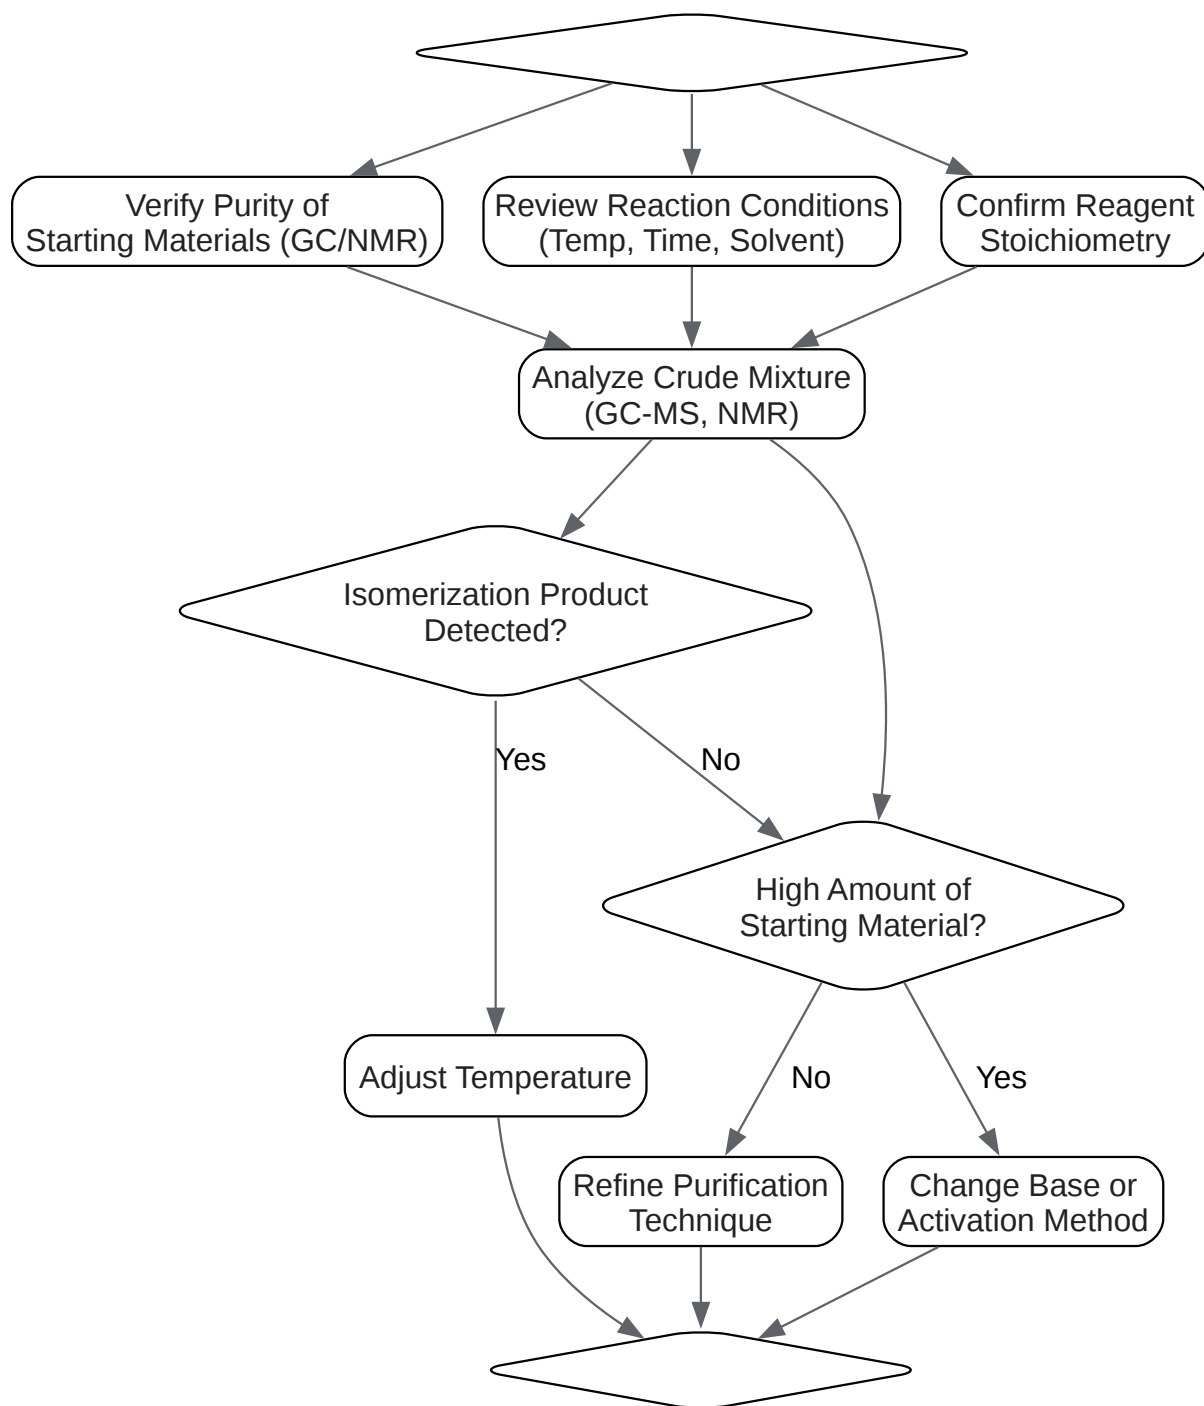 Verify Purity of
Starting Materials (GC/NMR)
Review Reaction Conditions
(Temp, Time, Solvent)
Confirm Reagent
Stoichiometry
Analyze Crude Mixture
(GC-MS, NMR)
Isomerization Product
Detected?
Yes
No
High Amount of
Starting Material?
Adjust Temperature
No
Yes
Refine Purification
Technique
Change Base or
Activation Method